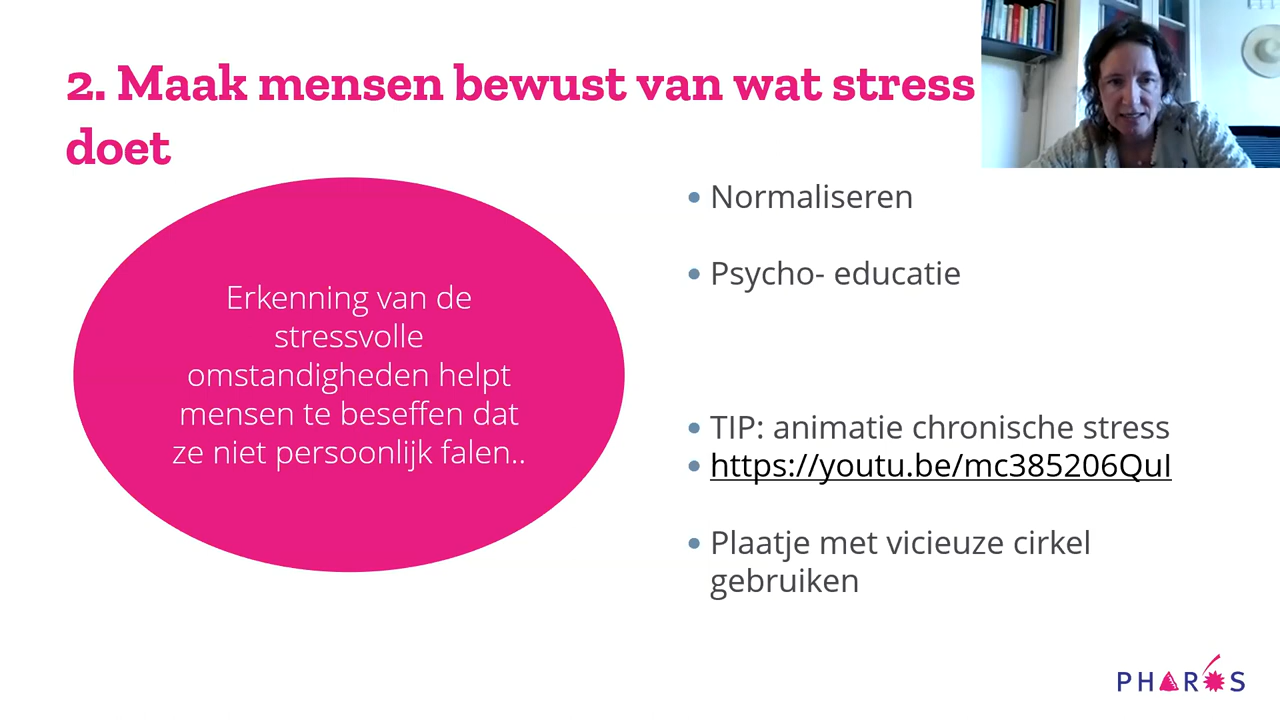 2. Maak mensen bewust van wat stress
doet
Erkenning van de
stressvolle
omstandigheden helpt
mensen te beseffen dat
ze niet persoonlijk falen..
• Normaliseren
• Psycho- educatie
• TIP: animatie chronische stress
• https://youtu.be/mc385206QuI
• Plaatje met vicieuze cirkel
gebruiken
PHAROS